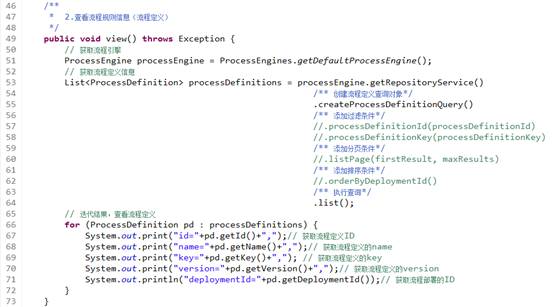 46 /**
47 * 2.查看流程规则信息（流程定义）
48 */
49 public void view() throws Exception {
50 // 获取流程引擎
51 ProcessEngine processEngine = ProcessEngines.getDefaultProcessEngine();
52 // 获取流程定义信息
53 List<ProcessDefinition> processDefinitions = processEngine.getRepositoryService()
54 /** 创建流程定义查询对象*/
55 .createProcessDefinitionQuery()
56 /** 添加过滤条件*/
57 //.processDefinitionId(processDefinitionId)
58 //.processDefinitionKey(processDefinitionKey)
59 /** 添加分页条件*/
60 //.listPage(firstResult, maxResults)
61 /** 添加排序条件*/
62 //.orderByDeploymentId()
63 /** 执行查询*/
64 .list();
65 // 迭代结果，查看流程定义
66 for (ProcessDefinition pd : processDefinitions) {
67 System.out.print("id="+pd.getId()+",");// 获取流程定义ID
68 System.out.print("name="+pd.getName()+",");// 获取流程定义的name
69 System.out.print("key="+pd.getKey()+","); // 获取流程定义的key
70 System.out.print("version="+pd.getVersion()+",");// 获取流程定义的version
71 System.out.println("deploymentId="+pd.getDeploymentId());// 获取流程部署的ID
72 }
73 }